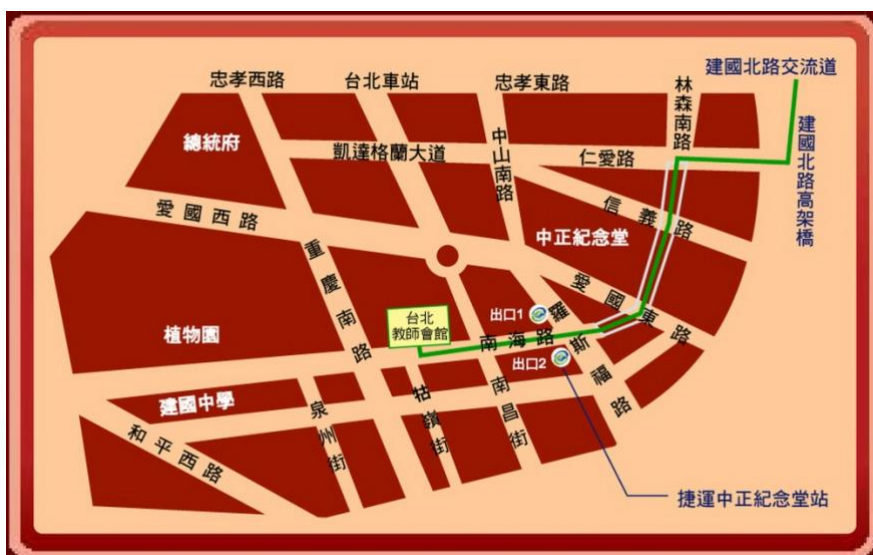 忠孝西路
台北車站
忠孝東路
林森南路
建國北路交流道
建國北路高架橋
總統府
凱達格蘭大道
中山南路
仁愛路
愛國西路
信義路
中正紀念堂
重慶南路
愛國東路
植物園
台北
教師會館
出口1
羅斯福路
南海路
出口2
建國中學
泉州街
牯嶺街
南昌街
和平西路
捷運中正紀念堂站